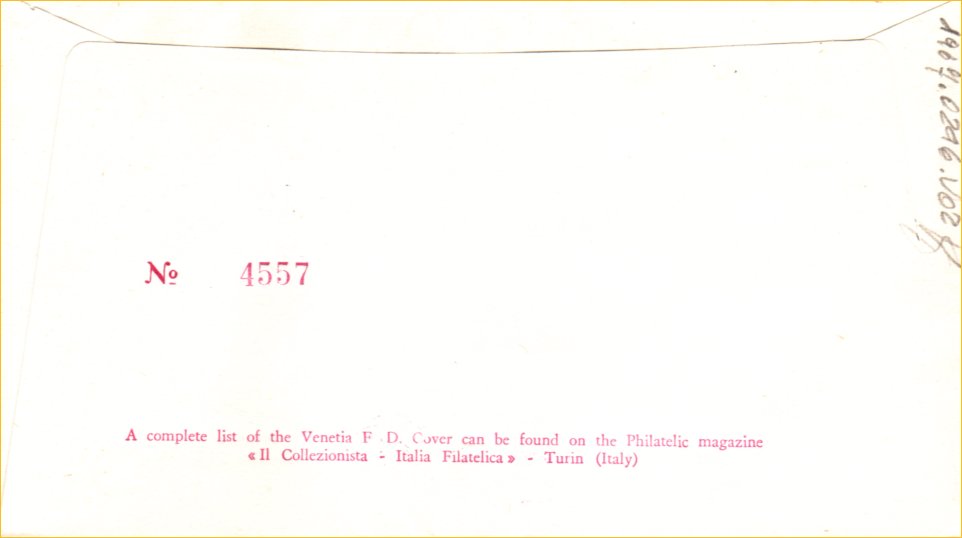 № 4557
A complete list of the Venetia F. D. Cover can be found on the Philatelic magazine
« Il Collezionista - Italia Filatelica » - Turin (Italy)